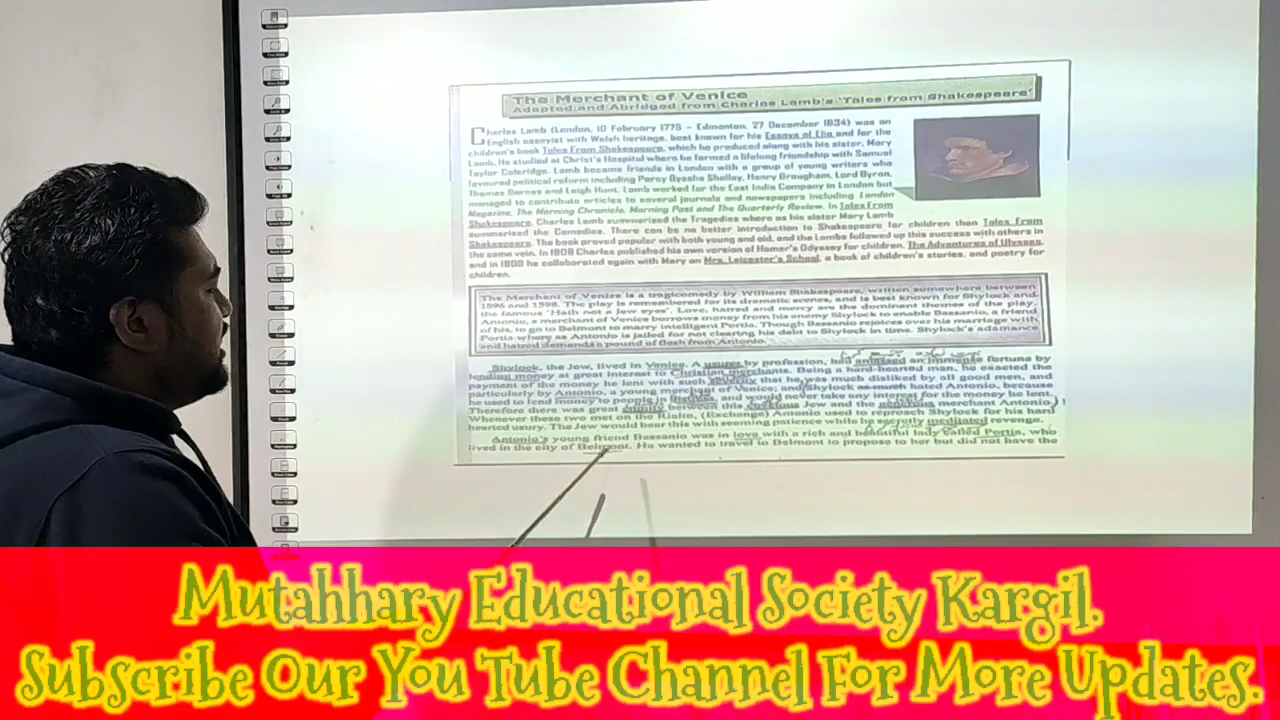 The Merchant of Venice
Adapted and Abridged from Charles Lamb's 'Tales from Shakespeare'
Charles Lamb (London, 10 February 1775 – Edmonton, 27 December 1834) was an
English essayist with Welsh heritage, best known for his Essays of Elia and for the
children's book Tales From Shakespeare, which he produced along with his sister, Mary
Lamb. He studied at Christ's Hospital where he formed a lifelong friendship with Samuel
Taylor Coleridge. Lamb became friends in London with a group of young writers who
favoured political reform including Percy Bysshe Shelley, Henry Brougham, Lord Byron,
Thomas Barnes and Leigh Hunt. Lamb worked for the East India Company in London but
managed to contribute articles to several journals and newspapers including London
Magazine, The Morning Chronicle, Morning Post and The Quarterly Review. In Tales From
Shakespeare, Charles Lamb summarised the Tragedies where as his sister Mary Lamb
summarised the Comedies. There can be no better introduction to Shakespeare for children than Tales From
Shakespeare. The book proved popular with both young and old, and the Lambs followed up this success with others in
the same vein. In 1808 Charles published his own version of Homer's Odyssey for children, The Adventures of Ulysses,
and in 1809 he collaborated again with Mary on Mrs. Leicester's School, a book of children's stories, and poetry for
children.
The Merchant of Venice is a tragicomedy by William Shakespeare, written somewhere between
1596 and 1598. The play is remembered for its dramatic scenes, and is best known for Shylock and
the famous 'Hath not a Jew eyes'. Love, hatred and mercy are the dominant themes of the play.
Antonio, a merchant of Venice borrows money from his enemy Shylock to enable Bassanio, a friend
of his, to go to Belmont to marry intelligent Portia. Though Bassanio rejoices over his marriage with
Portia where as Antonio is jailed for not clearing his debt to Shylock in time. Shylock's adamance
and hatred demands a pound of flesh from Antonio.
Shylock, the Jew, lived in Venice. A usurer by profession, had amassed an immense fortune by
lending money at great interest to Christian merchants. Being a hard-hearted man, he exacted the
payment of the money he lent with such severity that he was much disliked by all good men, and
particularly by Antonio, a young merchant of Venice; and Shylock as much hated Antonio, because
he used to lend money to people in distress, and would never take any interest for the money he lent.
Therefore there was great enmity between this covetous Jew and the generous merchant Antonio.
Whenever these two met on the Rialto, (Exchange) Antonio used to reproach Shylock for his hard
hearted usury. The Jew would bear this with seeming patience while he secretly meditated revenge.
Antonio's young friend Bassanio was in love with a rich and beautiful lady called Portia, who
lived in the city of Belmont. He wanted to travel to Belmont to propose to her but did not have the
Mutahhary Educational Society Kargil.
Subscribe Our You Tube Channel For More Updates.